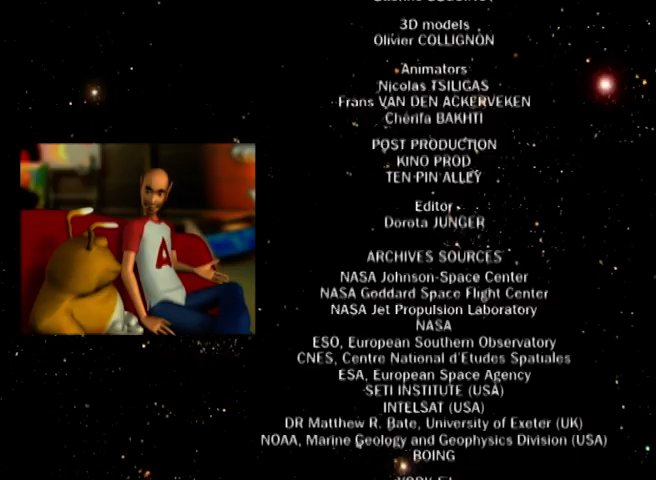 3D models
Olivier COLLIGNON
Animators
Nicolas TSILIGAS
Frans VAN DEN ACKERVEKEN
Chérifa BAKHTI
POST PRODUCTION
KINO PROD
TEN PIN ALLEY
Editor
Dorota JUNGER
ARCHIVES SOURCES
NASA Johnson-Space Center
NASA Goddard Space Flight Center
NASA Jet Propulsion Laboratory
NASA
ESO, European Southern Observatory
CNES, Centre National d'Etudes Spatiales
ESA, European Space Agency
SETI INSTITUTE (USA)
INTELSAT (USA)
DR Matthew R. Bate, University of Exeter (UK)
NOAA, Marine Geology and Geophysics Division (USA)
BOING
A